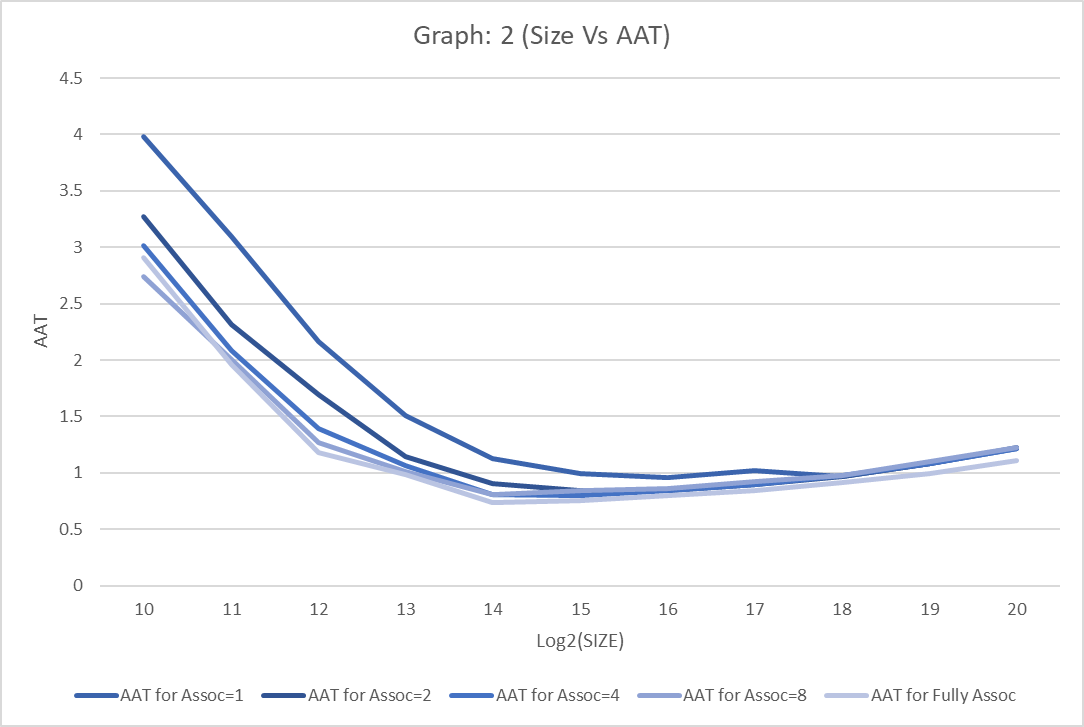 Graph: 2 (Size Vs AAT)
4.5
4
3.5
3
2.5
2
1.5
1
0.5
0
AAT
10 11 12 13 14 15 16 17 18 19 20
Log2(SIZE)
AAT for Assoc=1 AAT for Assoc=2 AAT for Assoc=4 AAT for Assoc=8 AAT for Fully Assoc